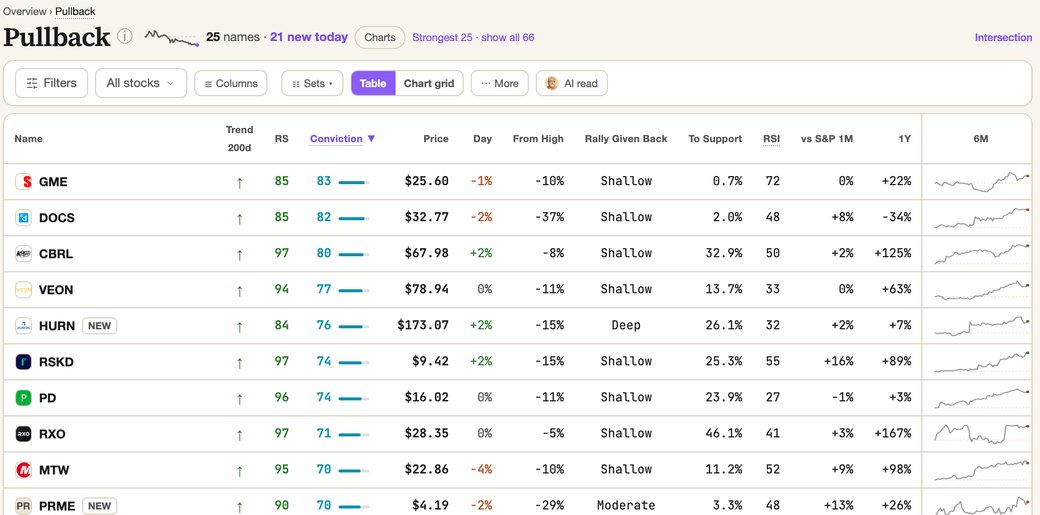 Overview › Pullback
Pullback ⓘ 25 names · 21 new today Charts Strongest 25 · show all 66 Intersection
Filters All stocks Columns Sets Table Chart grid ··· More AI read
Name Trend 200d RS Conviction ▼ Price Day From High Rally Given Back To Support RSI vs S&P 1M 1Y 6M
GME ↑ 85 83 $25.60 -1% -10% Shallow 0.7% 72 0% +22%
DOCS ↑ 85 82 $32.77 -2% -37% Shallow 2.0% 48 +8% -34%
CBRL ↑ 97 80 $67.98 +2% -8% Shallow 32.9% 50 +2% +125%
VEON ↑ 94 77 $78.94 0% -11% Shallow 13.7% 33 0% +63%
HURN NEW ↑ 84 76 $173.07 +2% -15% Deep 26.1% 32 +2% +7%
RSKD ↑ 97 74 $9.42 +2% -15% Shallow 25.3% 55 +16% +89%
P PD ↑ 96 74 $16.02 0% -11% Shallow 23.9% 27 -1% +3%
RXO RXO ↑ 97 71 $28.35 0% -5% Shallow 46.1% 41 +3% +167%
MTW ↑ 95 70 $22.86 -4% -10% Shallow 11.2% 52 +9% +98%
PR PRME NEW ↑ 90 70 $4.19 -2% -29% Moderate 3.3% 48 +13% +26%